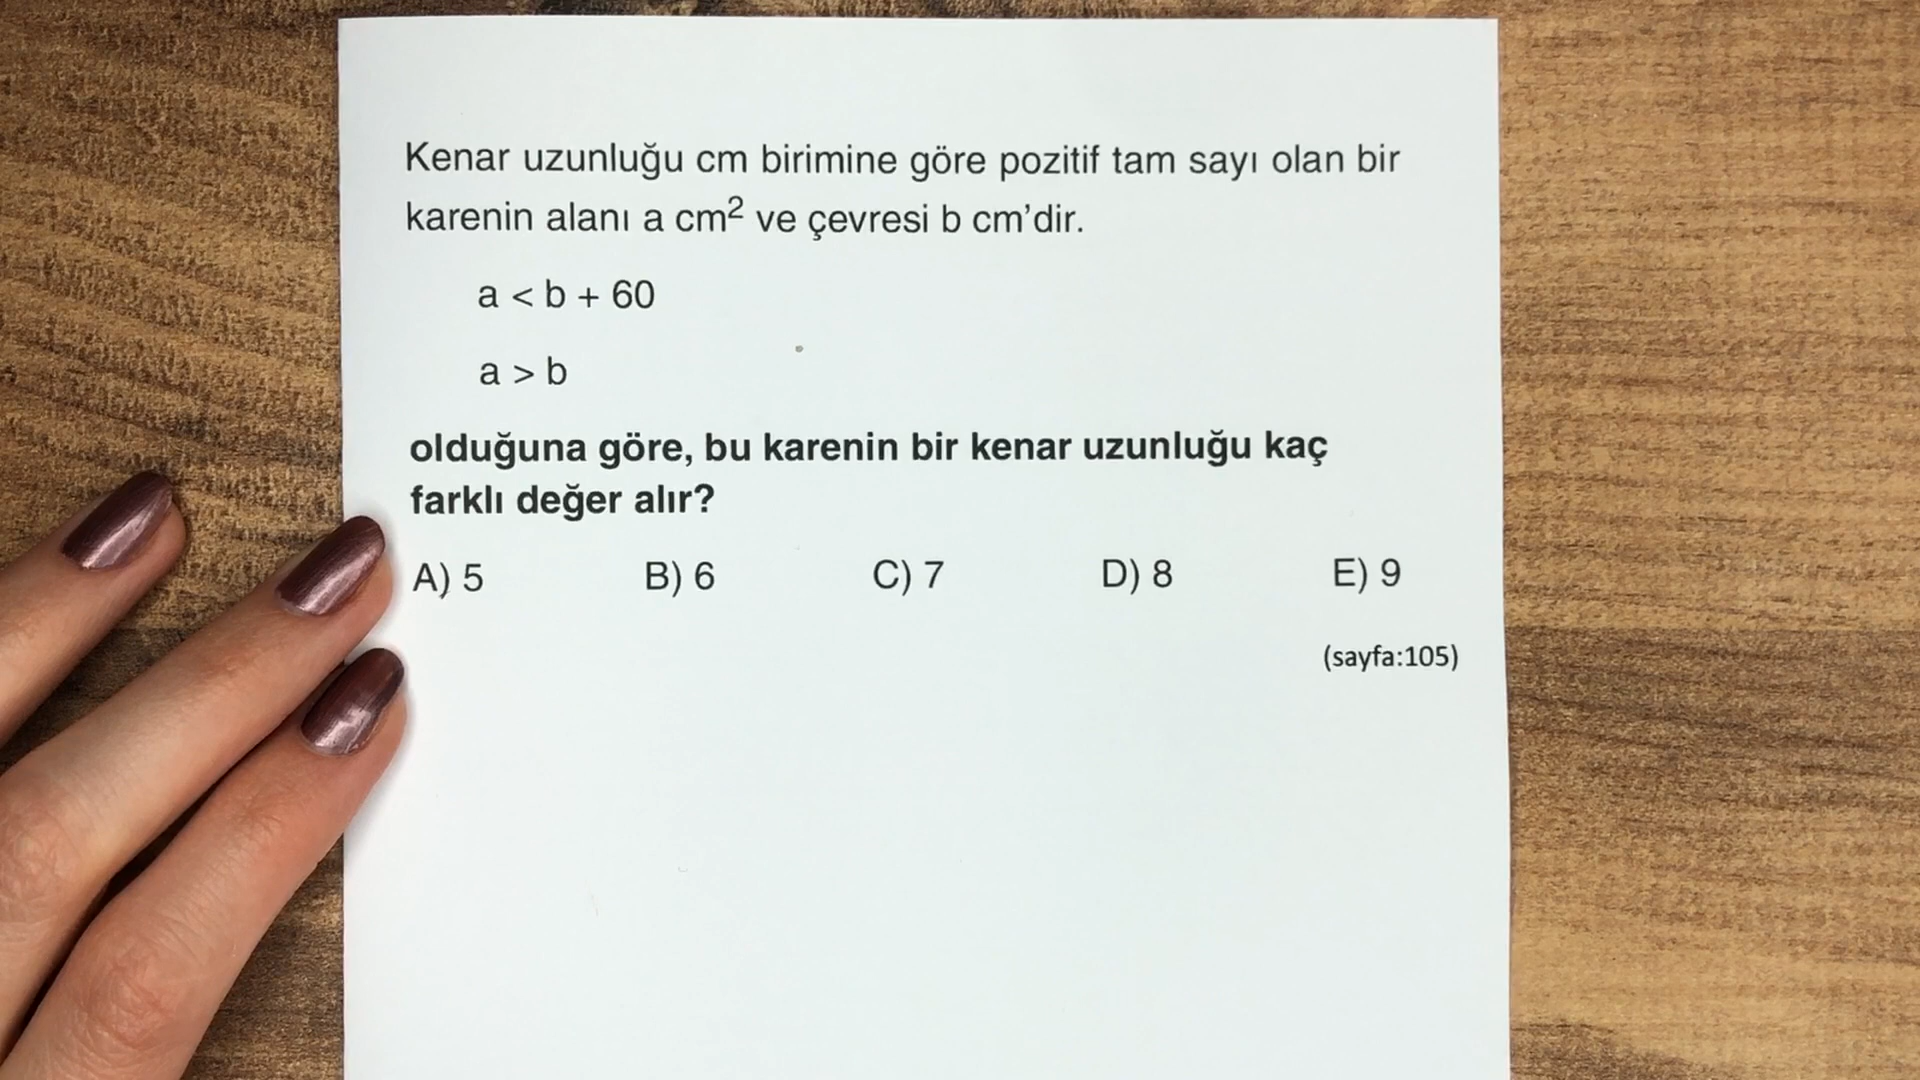 Kenar uzunluğu cm birimine göre pozitif tam sayı olan bir
karenin alanı a cm² ve çevresi b cm'dir.
a < b + 60
a > b
olduğuna göre, bu karenin bir kenar uzunluğu kaç
farklı değer alır?
A) 5 B) 6 C) 7 D) 8 E) 9
(sayfa:105)